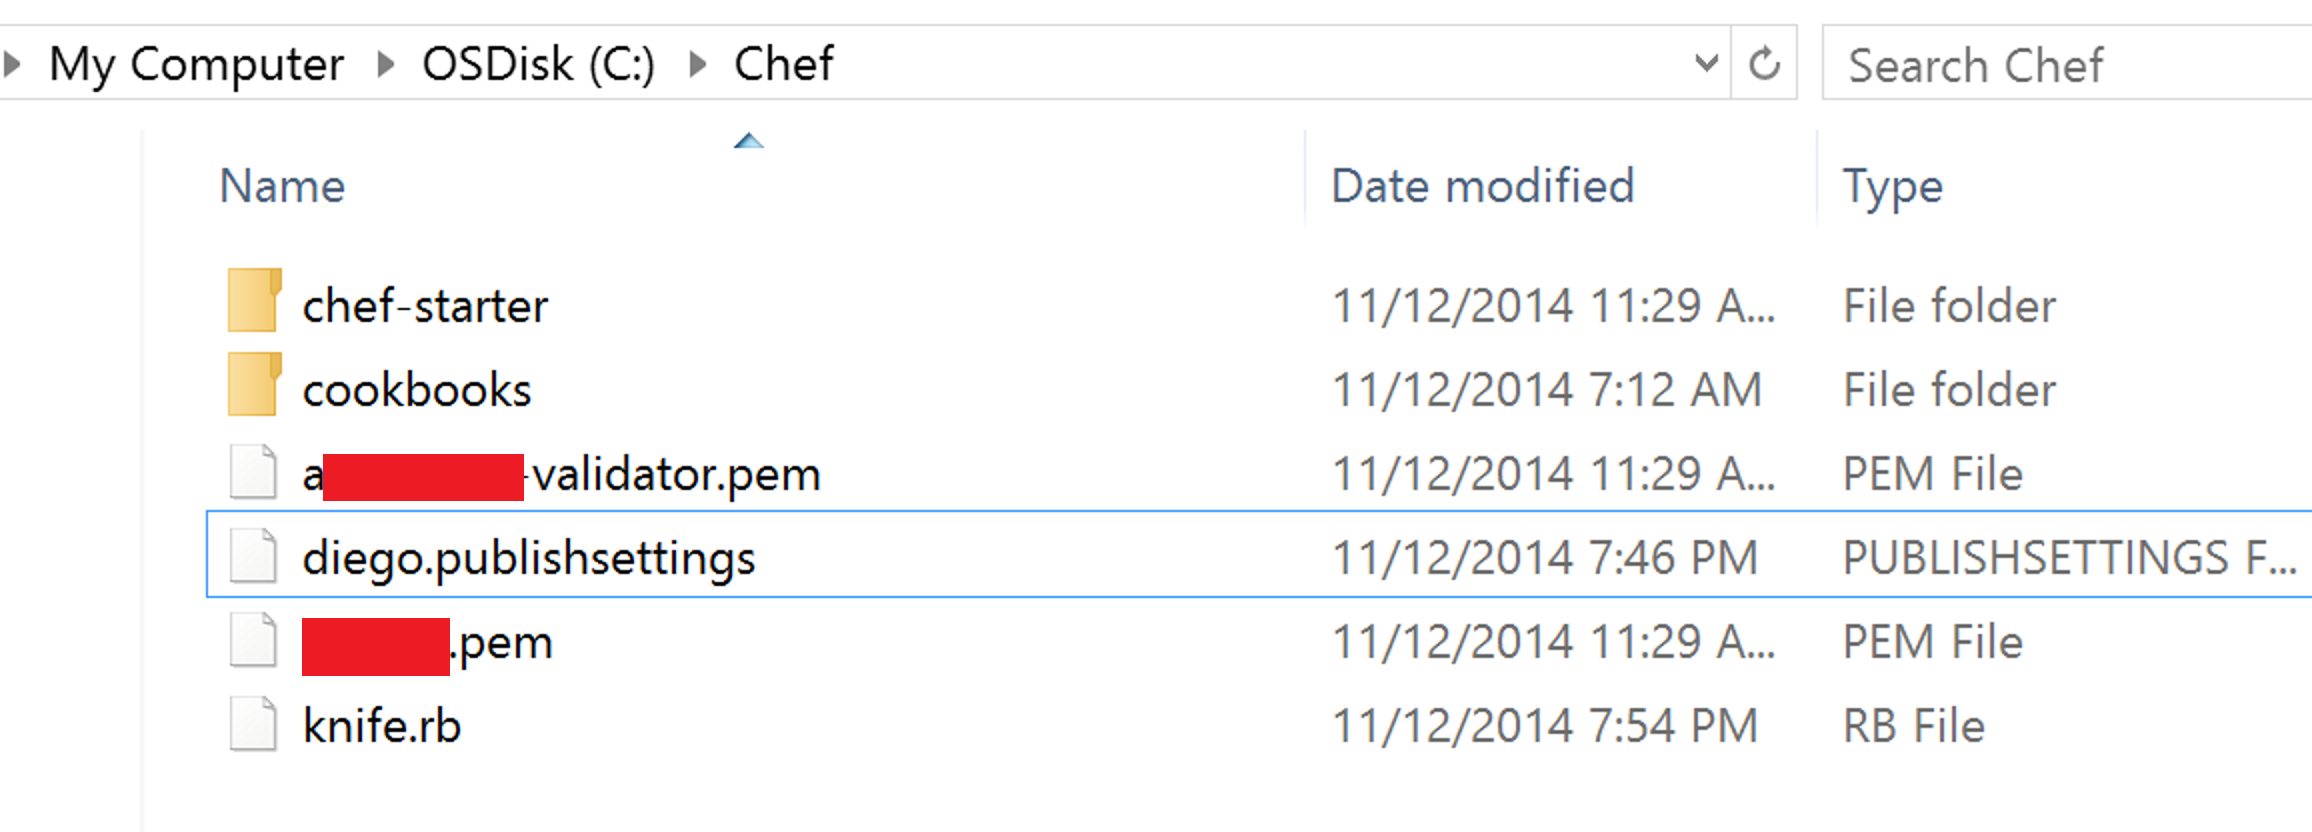 My Computer OSDisk (C:) Chef Search Chef
Name Date modified Type
chef-starter 11/12/2014 11:29 A... File folder
cookbooks 11/12/2014 7:12 AM File folder
a -validator.pem 11/12/2014 11:29 A... PEM File
diego.publishsettings 11/12/2014 7:46 PM PUBLISHSETTINGS F...
.pem 11/12/2014 11:29 A... PEM File
knife.rb 11/12/2014 7:54 PM RB File